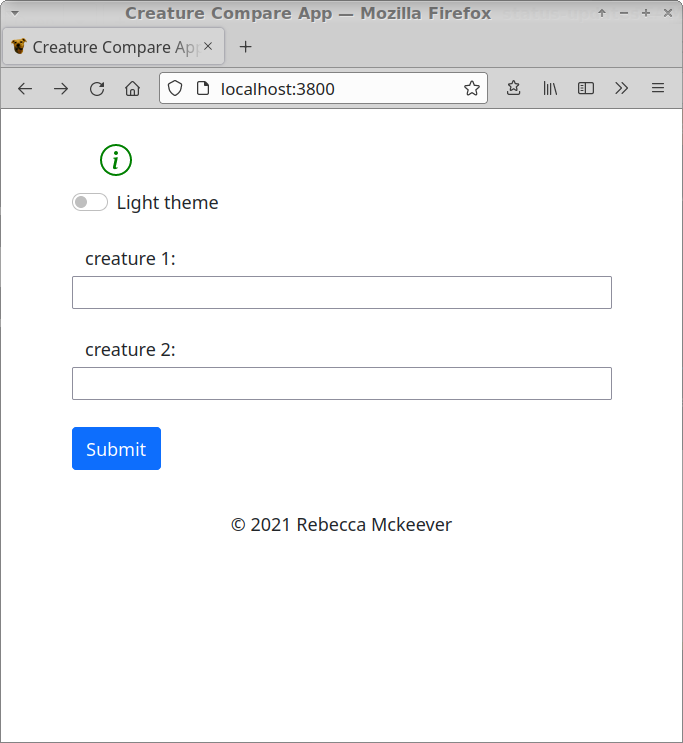 Creature Compare App — Mozilla Firefox
Creature Compare App
localhost:3800
i
Light theme
creature 1:
creature 2:
Submit
© 2021 Rebecca Mckeever